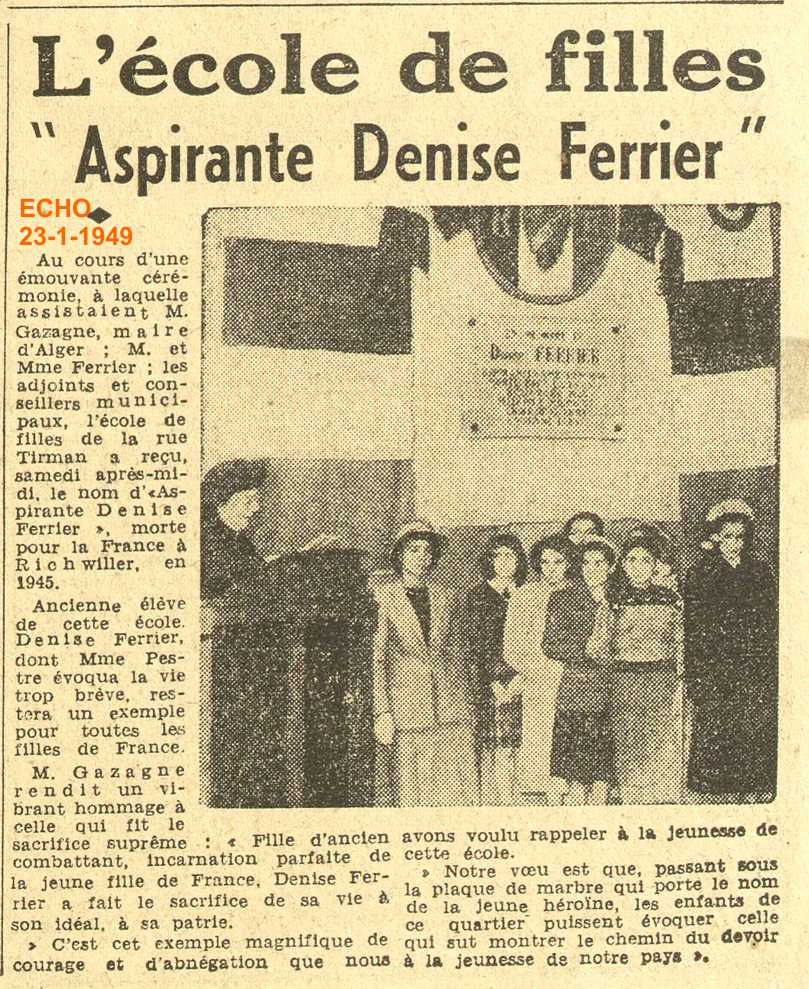 L'école de filles
" Aspirante Denise Ferrier "
ECHO
23-1-1949
Au cours d'une
émouvante céré-
monie, à laquelle
assistaient M.
Gazagne, maire
d'Alger ; M. et
Mme Ferrier ; les
adjoints et con-
seillers munici-
paux, l'école de
filles de la rue
Tirman a reçu,
samedi après-mi-
di, le nom d'«As-
pirante Denise
Ferrier », morte
pour la France à
Richwiller, en
1945.
Ancienne élève
de cette école.
Denise Ferrier,
dont Mme Pes-
tre évoqua la vie
trop brève, res-
tera un exemple
pour toutes les
filles de France.
M. Gazagne
rendit un vi-
brant hommage à
celle qui fit le
sacrifice suprême : « Fille d'ancien
combattant, incarnation parfaite de
la jeune fille de France, Denise Fer-
rier a fait le sacrifice de sa vie à
son idéal, à sa patrie.
» C'est cet exemple magnifique de
courage et d'abnégation que nous
avons voulu rappeler à la jeunesse de
cette école.
» Notre vœu est que, passant sous
la plaque de marbre qui porte le nom
de la jeune héroïne, les enfants de
ce quartier puissent évoquer celle
qui sut montrer le chemin du devoir
à la jeunesse de notre pays ».
Denise FERRIER